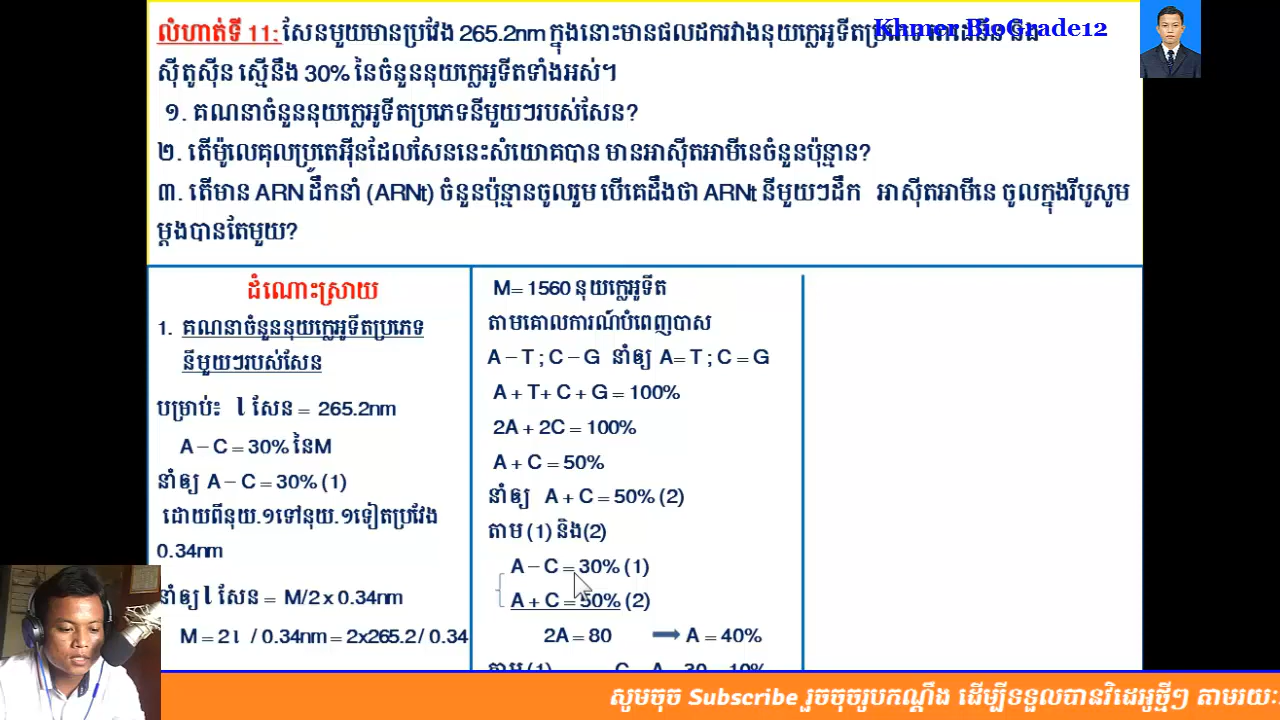 លំហាត់ទី 11: សែនមួយមានប្រវែង 265.2nm ក្នុងនោះមានផលដករវាងនុយក្លេអូទីតប្រភេទ អាដេនីន និង
Khmer BioGrade12
ស៊ីតូស៊ីន ស្មើនឹង 30% នៃចំនួននុយក្លេអូទីតទាំងអស់។
១. គណនាចំនួននុយក្លេអូទីតប្រភេទនីមួយៗរបស់សែន?
២. តើម៉ូលេគុលប្រូតេអ៊ីនដែលសែននេះសំយោគបាន មានអាស៊ីតអាមីនេចំនួនប៉ុន្មាន?
៣. តើមាន ARN ដឹកនាំ (ARNt) ចំនួនប៉ុន្មានចូលរួម បើគេដឹងថា ARNt នីមួយៗដឹក អាស៊ីតអាមីនេ ចូលក្នុងរីបូសូម
ម្តងបានតែមួយ?
ដំណោះស្រាយ
1. គណនាចំនួននុយក្លេអូទីតប្រភេទ
នីមួយៗរបស់សែន
បម្រាប់៖ l សែន = 265.2nm
A – C = 30% នៃM
នាំឲ្យ A – C = 30% (1)
ដោយពីនុយ.១ទៅនុយ.១ទៀតប្រវែង
0.34nm
នាំឲ្យ l សែន = M/2 x 0.34nm
M = 2l / 0.34nm = 2x265.2/ 0.34
M= 1560 នុយក្លេអូទីត
តាមគោលការណ៍បំពេញបាស
A – T ; C – G នាំឲ្យ A= T ; C = G
A + T+ C + G = 100%
2A + 2C = 100%
A + C = 50%
នាំឲ្យ A + C = 50% (2)
តាម (1) និង(2)
A – C = 30% (1)
A + C = 50% (2)
2A = 80 ➡ A = 40%
តាម (1) C A 30 10%
សូមចុច Subscribe រួចចុចរូបកណ្ដឹង ដើម្បីទទួលបានវិដេអូថ្មីៗ តាមរយៈ